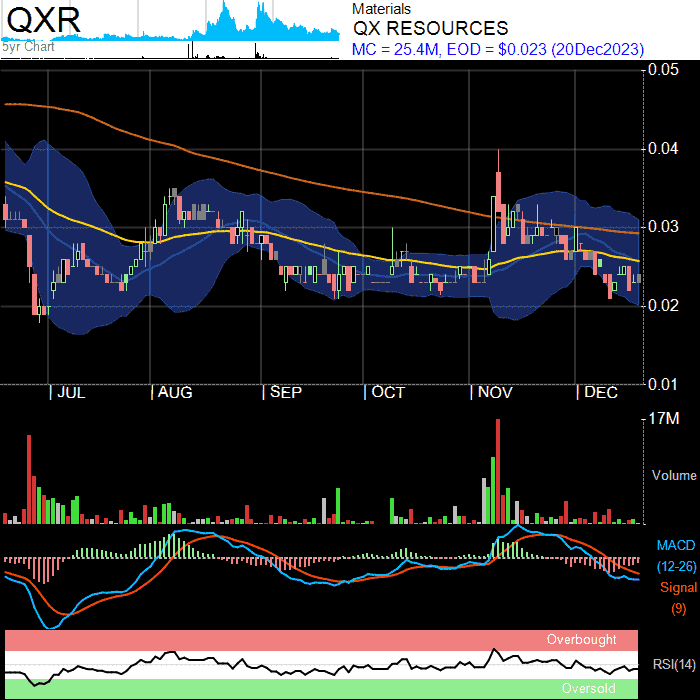 QXR
5yr Chart
Materials
QX RESOURCES
MC = 25.4M, EOD = $0.023 (20Dec2023)
0.05
0.04
0.03
0.02
0.01
| JUL | AUG | SEP | OCT | NOV | DEC
17M
Volume
MACD
(12-26)
Signal
(9)
Overbought
RSI(14)
Oversold